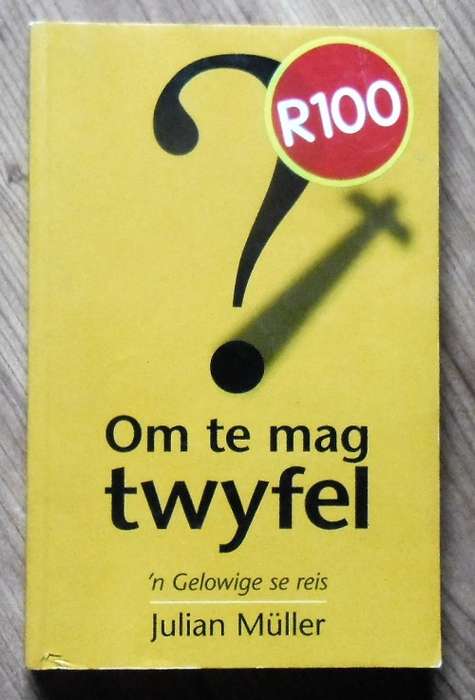 R100
Om te mag
twyfel
'n Gelowige se reis
Julian Müller